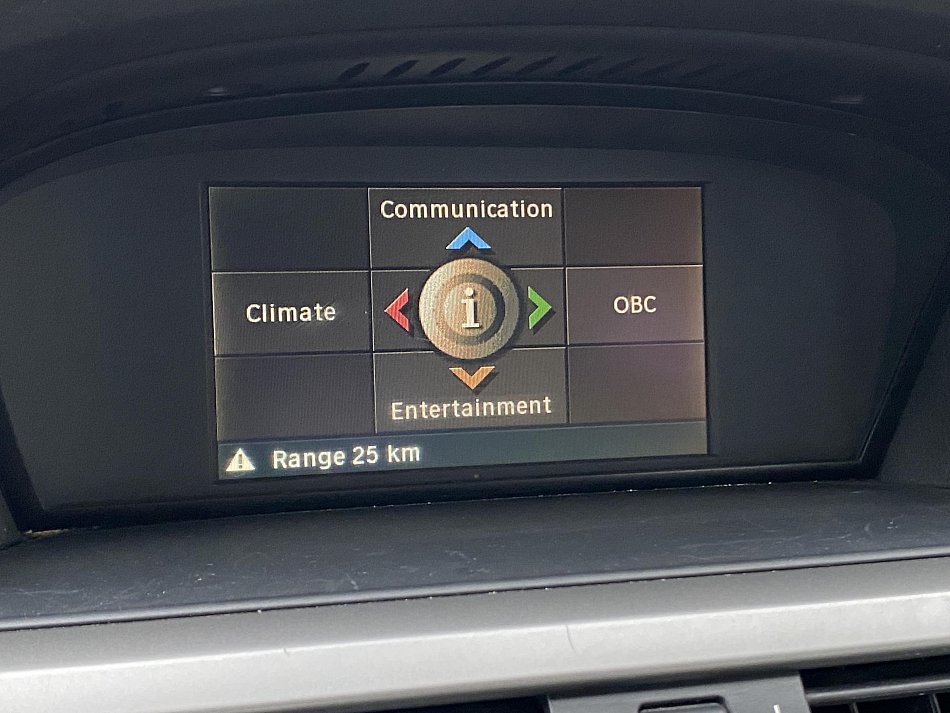 Communication
Climate
i
OBC
Entertainment
Range 25 km